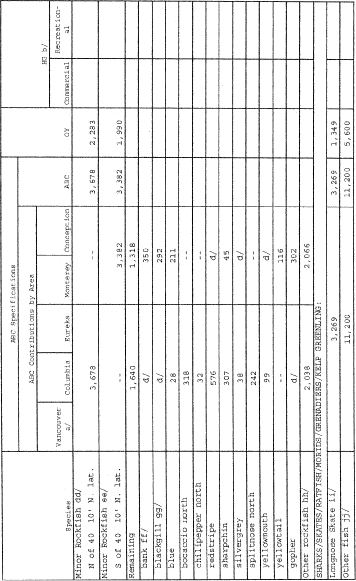 ABC Specifications
ABC Contributions by Area
HG b/
Species
Vancouver a/
Columbia
Eureka
Monterey
Conception
ABC
OY
Commercial
Recreation-al
Minor Rockfish dd/
N of 40 10' N. lat. 3,678 -- 3,678 2,283
Minor Rockfish ee/
S of 40 10' N. lat. -- 3,382 3,382 1,990
Remaining 1,640 1,318
bank ff/ d/ 350
blackgill gg/ d/ 292
blue 28 211
bocaccio north 318 --
chilipepper north 32 --
redstripe 576 d/
sharpchin 307 45
silvergrey 38 d/
splitnose north 242 --
yellowmouth 99 d/
yellowtail -- 116
gopher d/ 302
Other rockfish hh/ 2,038 2,066
SHARKS/SKATES/RATFISH/MORIDS/GRENADIERS/KELP GREENLING:
Longnose Skate ii/ 3,269 3,269 1,349
Other fish jj/ 11,200 11,200 5,600